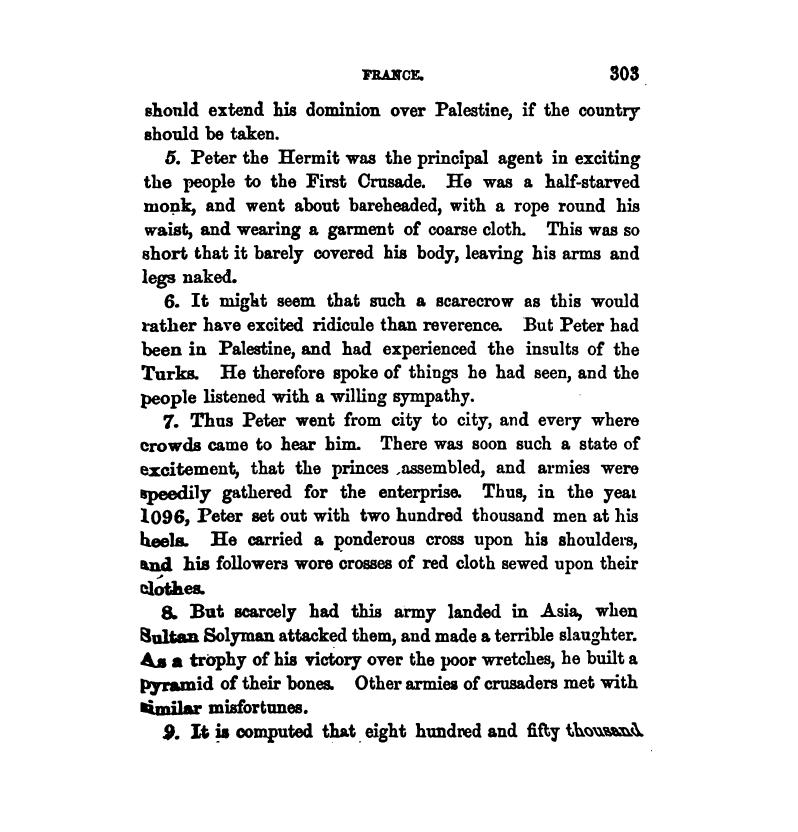 FRANCE. 303
should extend his dominion over Palestine, if the country
should be taken.
5. Peter the Hermit was the principal agent in exciting
the people to the First Crusade. He was a half-starved
monk, and went about bareheaded, with a rope round his
waist, and wearing a garment of coarse cloth. This was so
short that it barely covered his body, leaving his arms and
legs naked.
6. It might seem that such a scarecrow as this would
rather have excited ridicule than reverence. But Peter had
been in Palestine, and had experienced the insults of the
Turks. He therefore spoke of things he had seen, and the
people listened with a willing sympathy.
7. Thus Peter went from city to city, and every where
crowds came to hear him. There was soon such a state of
excitement, that the princes assembled, and armies were
speedily gathered for the enterprise. Thus, in the year
1096, Peter set out with two hundred thousand men at his
heels. He carried a ponderous cross upon his shoulders,
and his followers wore crosses of red cloth sewed upon their
clothes.
8. But scarcely had this army landed in Asia, when
Sultan Solyman attacked them, and made a terrible slaughter.
As a trophy of his victory over the poor wretches, he built a
pyramid of their bones. Other armies of crusaders met with
similar misfortunes.
9. It is computed that eight hundred and fifty thousand